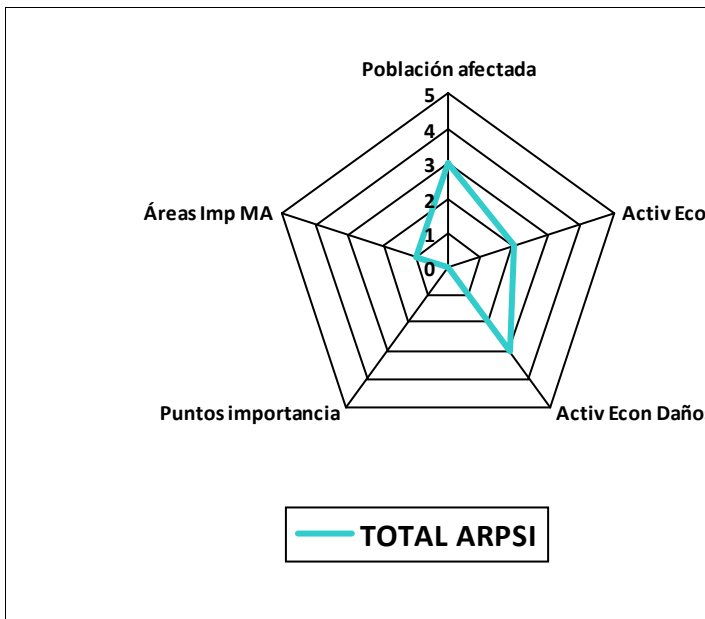 Población afectada
5
4
3
2
1
0
Áreas Imp MA
Activ Eco
Puntos importancia
Activ Econ Daño
TOTAL ARPSI